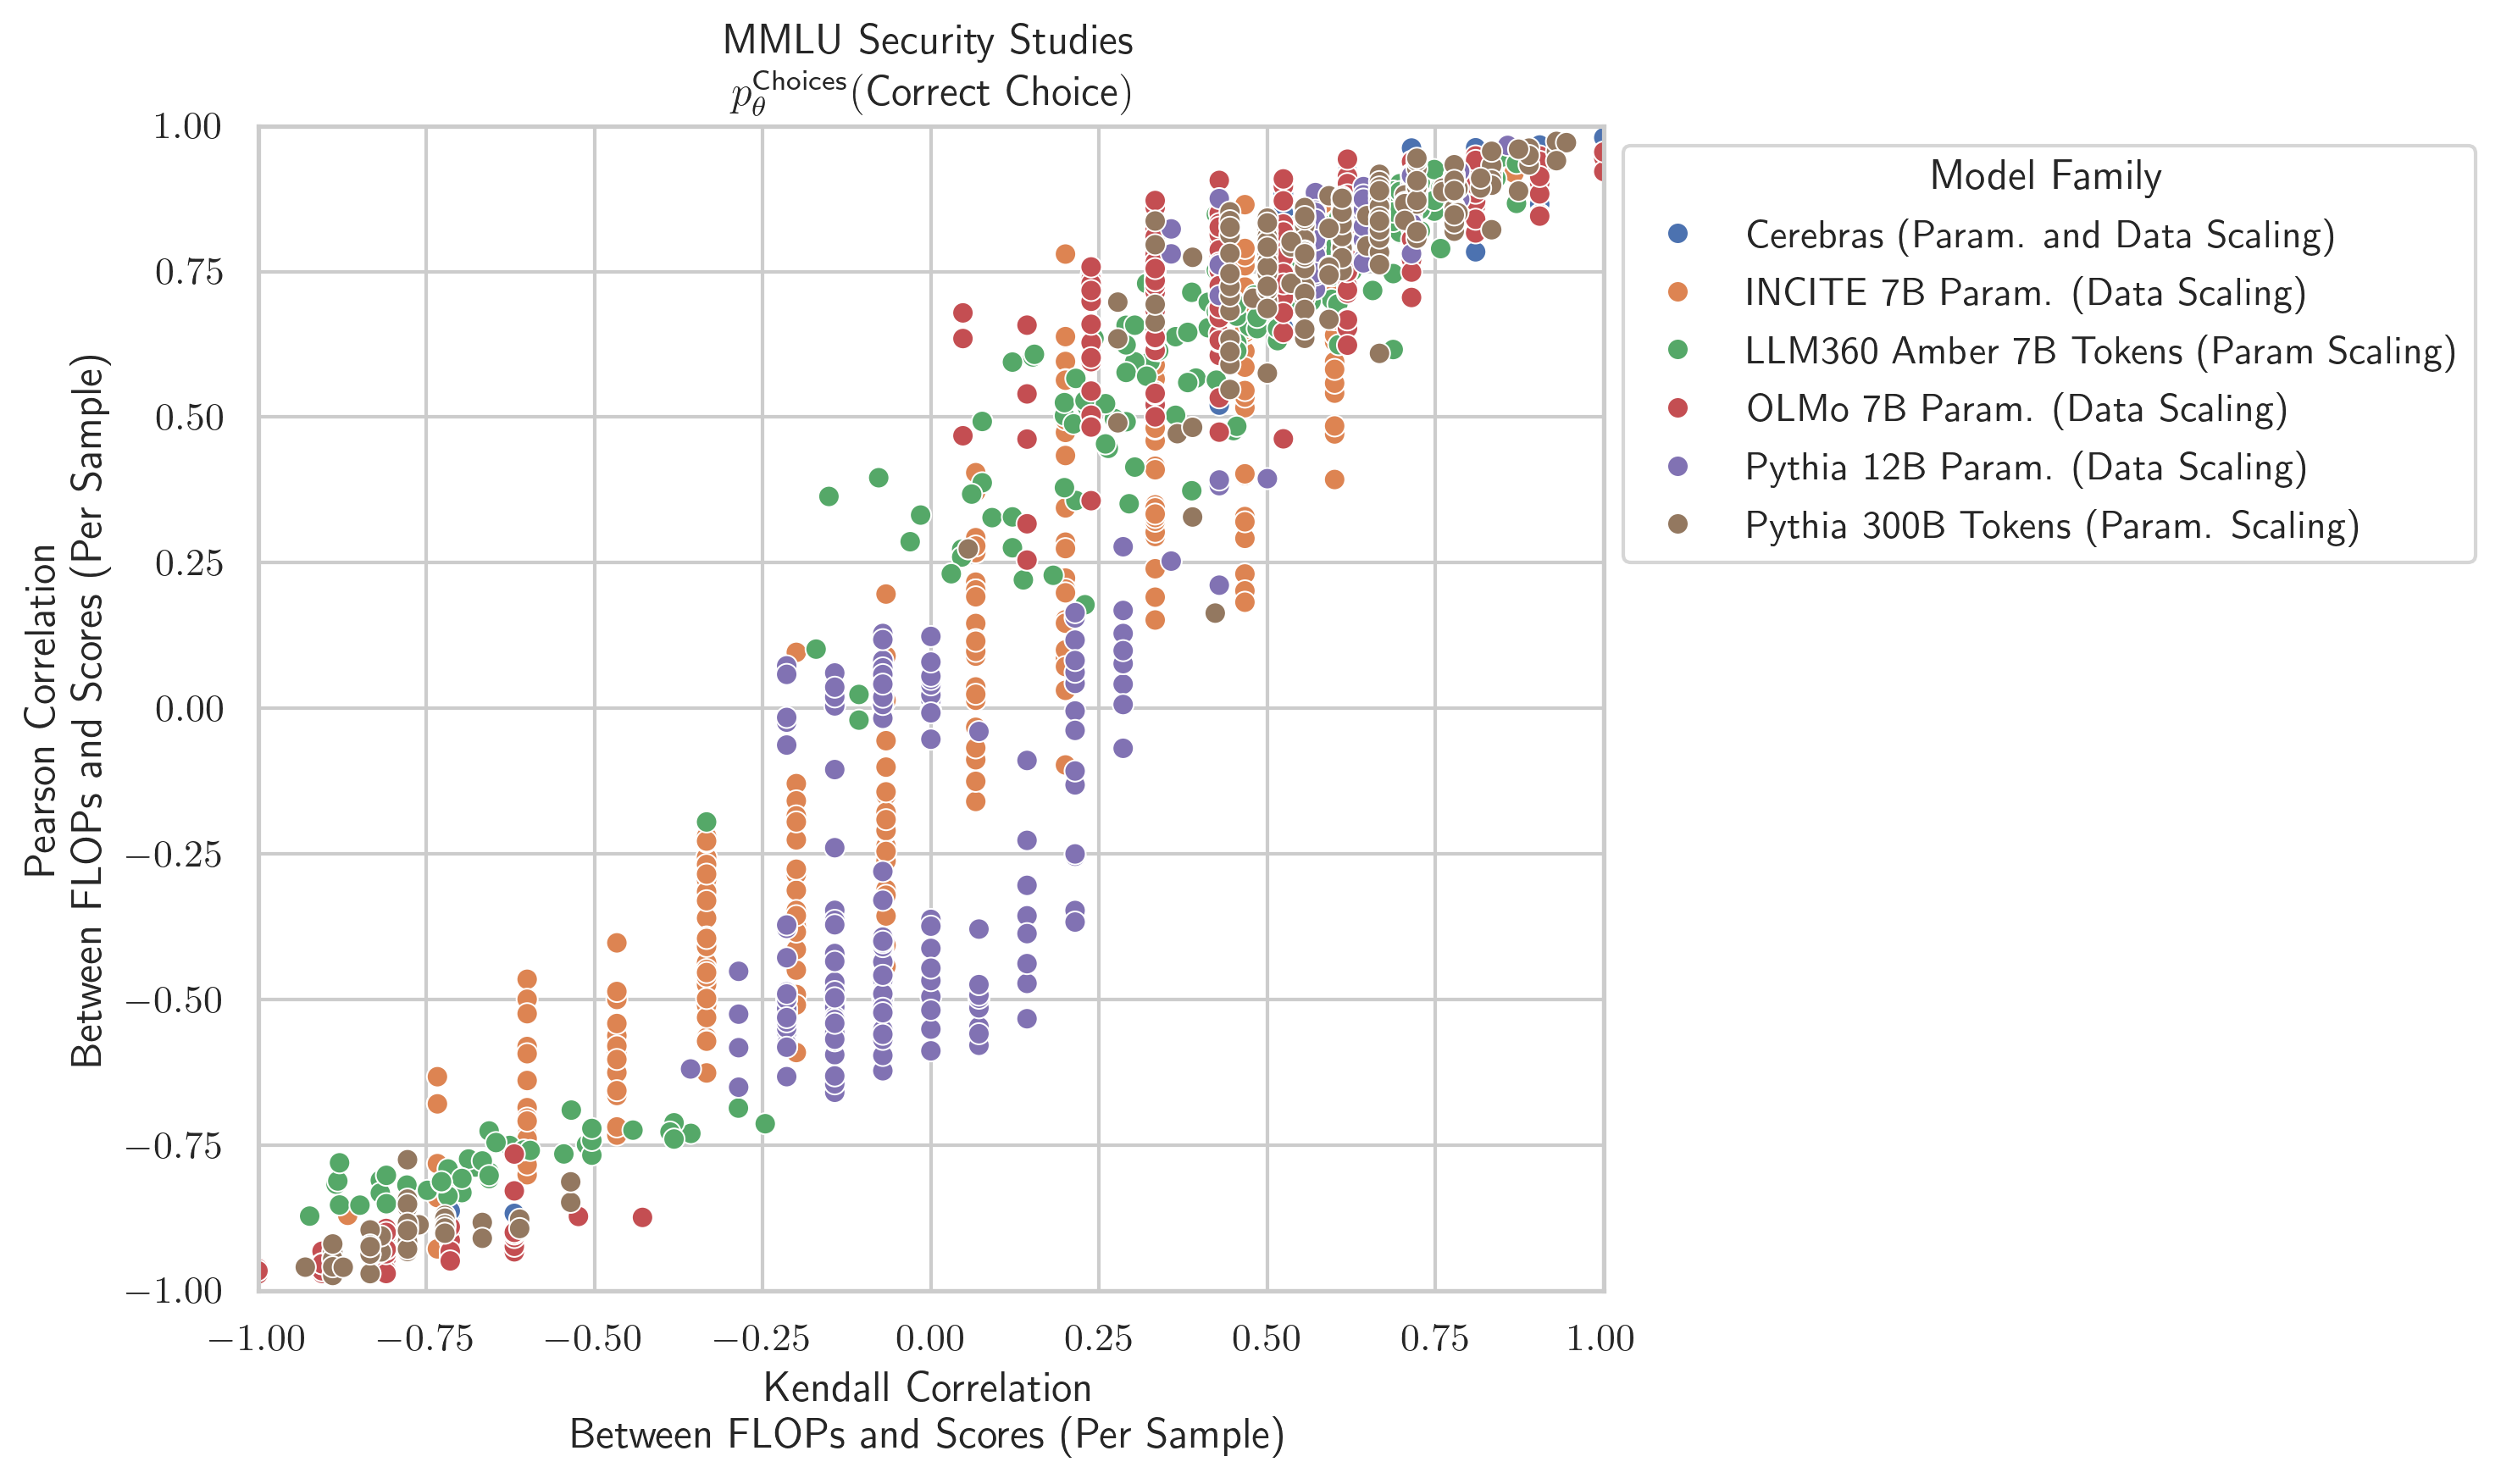 MMLU Security Studies
p_θ^Choices(Correct Choice)
1.00
0.75
0.50
0.25
0.00
−0.25
−0.50
−0.75
−1.00
Pearson Correlation
Between FLOPs and Scores (Per Sample)
−1.00 −0.75 −0.50 −0.25 0.00 0.25 0.50 0.75 1.00
Kendall Correlation
Between FLOPs and Scores (Per Sample)
Model Family
Cerebras (Param. and Data Scaling)
INCITE 7B Param. (Data Scaling)
LLM360 Amber 7B Tokens (Param Scaling)
OLMo 7B Param. (Data Scaling)
Pythia 12B Param. (Data Scaling)
Pythia 300B Tokens (Param. Scaling)